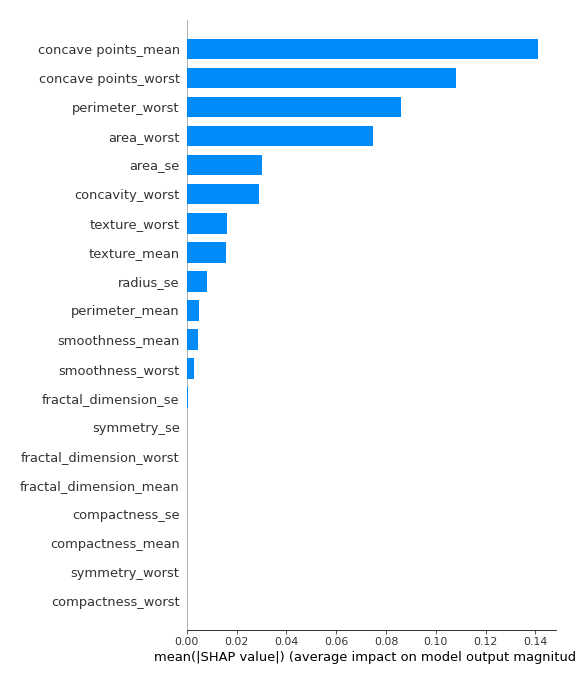 concave points_mean
concave points_worst
perimeter_worst
area_worst
area_se
concavity_worst
texture_worst
texture_mean
radius_se
perimeter_mean
smoothness_mean
smoothness_worst
fractal_dimension_se
symmetry_se
fractal_dimension_worst
fractal_dimension_mean
compactness_se
compactness_mean
symmetry_worst
compactness_worst
0.00 0.02 0.04 0.06 0.08 0.10 0.12 0.14
mean(|SHAP value|) (average impact on model output magnitud